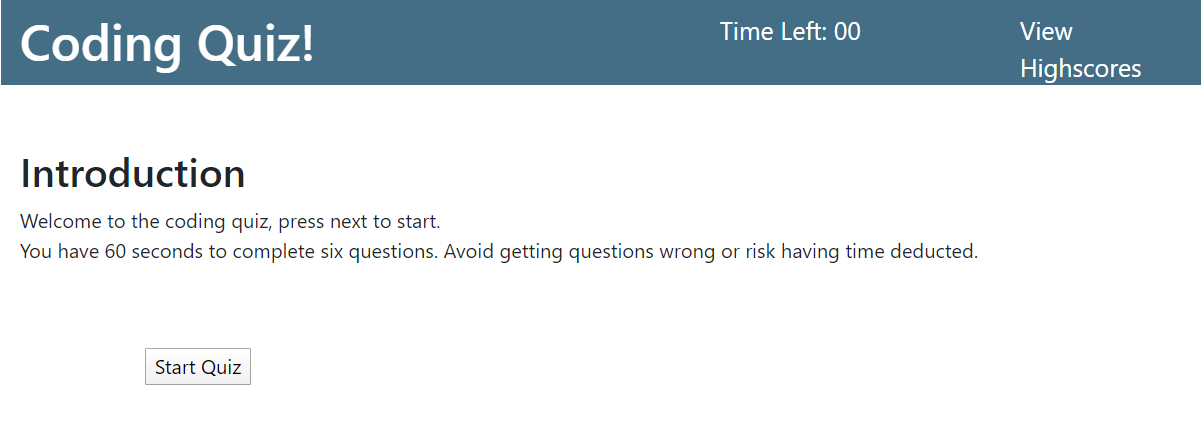 Coding Quiz!
Time Left: 00
View
Highscores
Introduction
Welcome to the coding quiz, press next to start.
You have 60 seconds to complete six questions. Avoid getting questions wrong or risk having time deducted.
Start Quiz